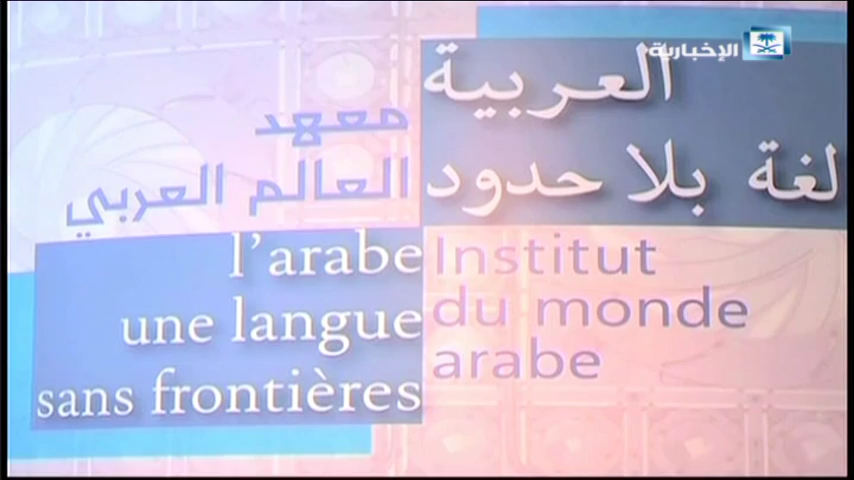 الإخبارية
العربية
لغة بلا حدود
معهد
العالم العربي
l'arabe
une langue
sans frontières
Institut
du monde
arabe